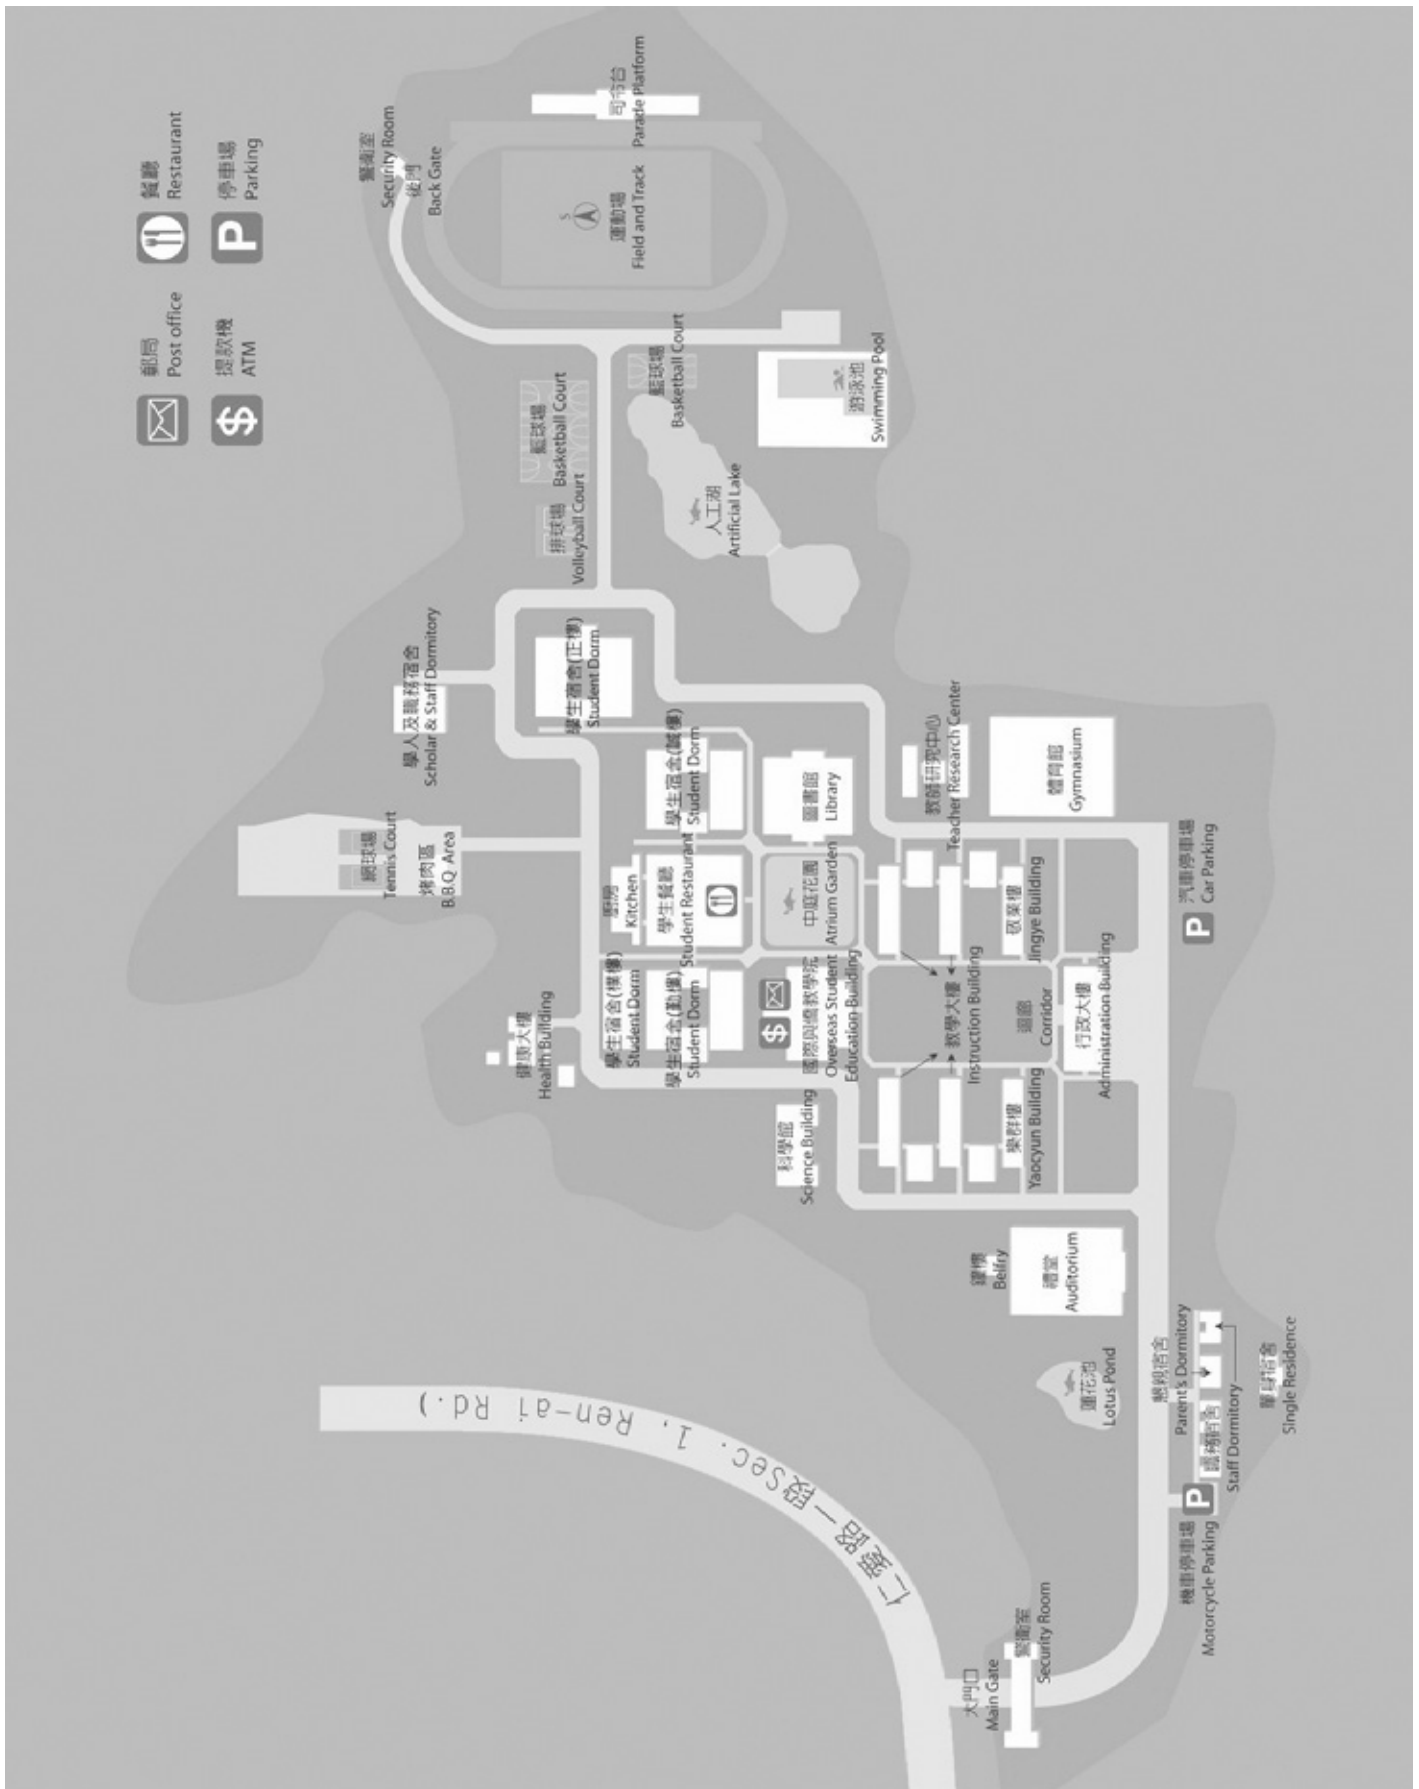 郵局
Post office
餐廳
Restaurant
提款機
ATM
停車場
Parking
警衛室
Security Room
後門
Back Gate
網球場
Tennis Court
烤肉區
B.B.Q. Area
學人及職務宿舍
Scholar & Staff Dormitory
仁愛路一段Sec. 1, Ren-ai Rd.)
健康大樓
Health Building
排球場
Volleyball Court
籃球場
Basketball Court
學生宿舍(正樓)
Student Dorm
司令台
Parade Platform
S
運動場
Field and Track
學生宿舍(樸樓)
Student Dorm
廚房
Kitchen
學生宿舍(勤樓)
Student Dorm
學生餐廳
Student Restaurant
學生宿舍(誠樓)
Student Dorm
籃球場
Basketball Court
人工湖
Artificial Lake
科學館
Science Building
$
國際與僑教學院
Overseas Student
Education Building
中庭花園
Atrium Garden
圖書館
Library
游泳池
Swimming Pool
教學大樓
Instruction Building
教師研究中心
Teacher Research Center
大門口
Main Gate
警衛室
Security Room
鐘樓
Belfry
禮堂
Auditorium
樂群樓
Yaocyun Building
迴廊
Corridor
敬業樓
Jingye Building
體育館
Gymnasium
蓮花池
Lotus Pond
行政大樓
Administration Building
機車停車場
Motorcycle Parking
P
懇親宿舍
Parent's Dormitory
職務宿舍
Staff Dormitory
汽車停車場
Car Parking
P
單身宿舍
Single Residence